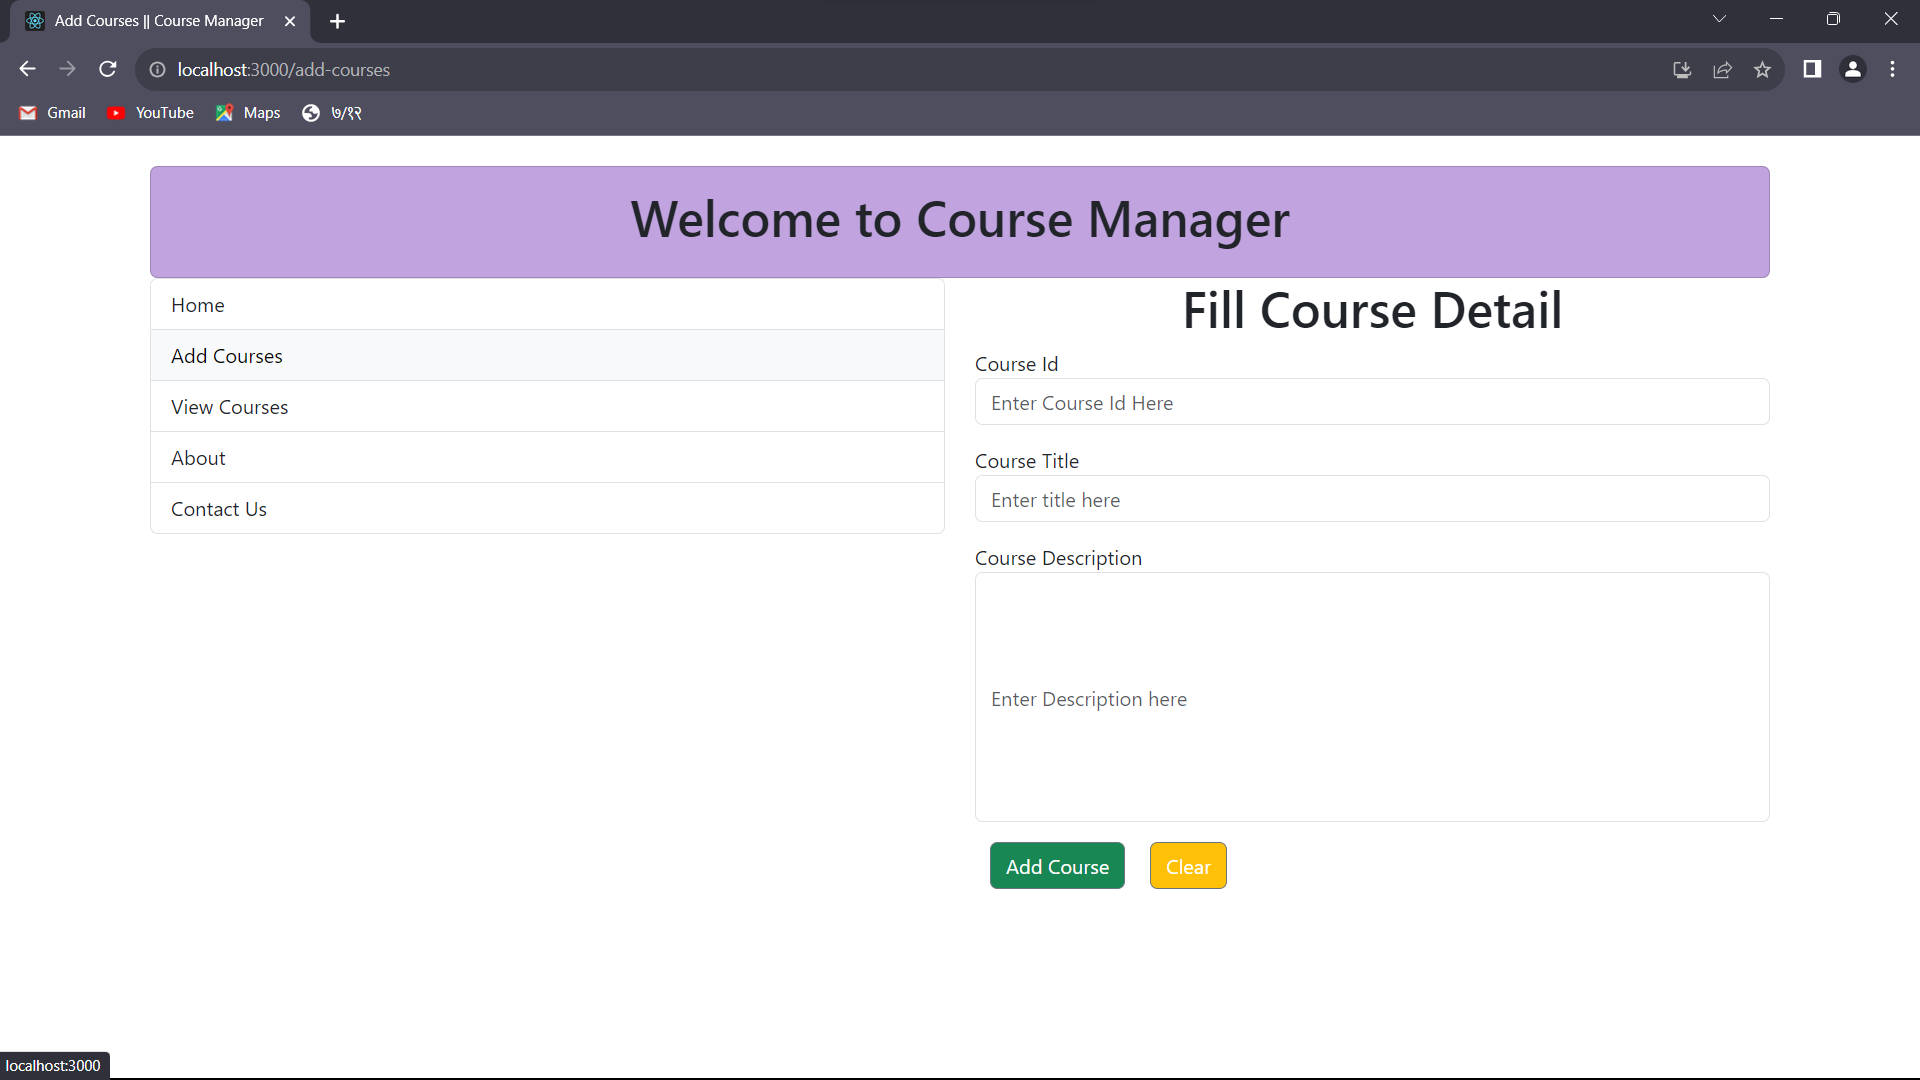 Add Courses || Course Manager
localhost:3000/add-courses
Gmail
YouTube
Maps
७/१२
Welcome to Course Manager
Home
Add Courses
View Courses
About
Contact Us
Fill Course Detail
Course Id
Enter Course Id Here
Course Title
Enter title here
Course Description
Enter Description here
Add Course
Clear
localhost:3000